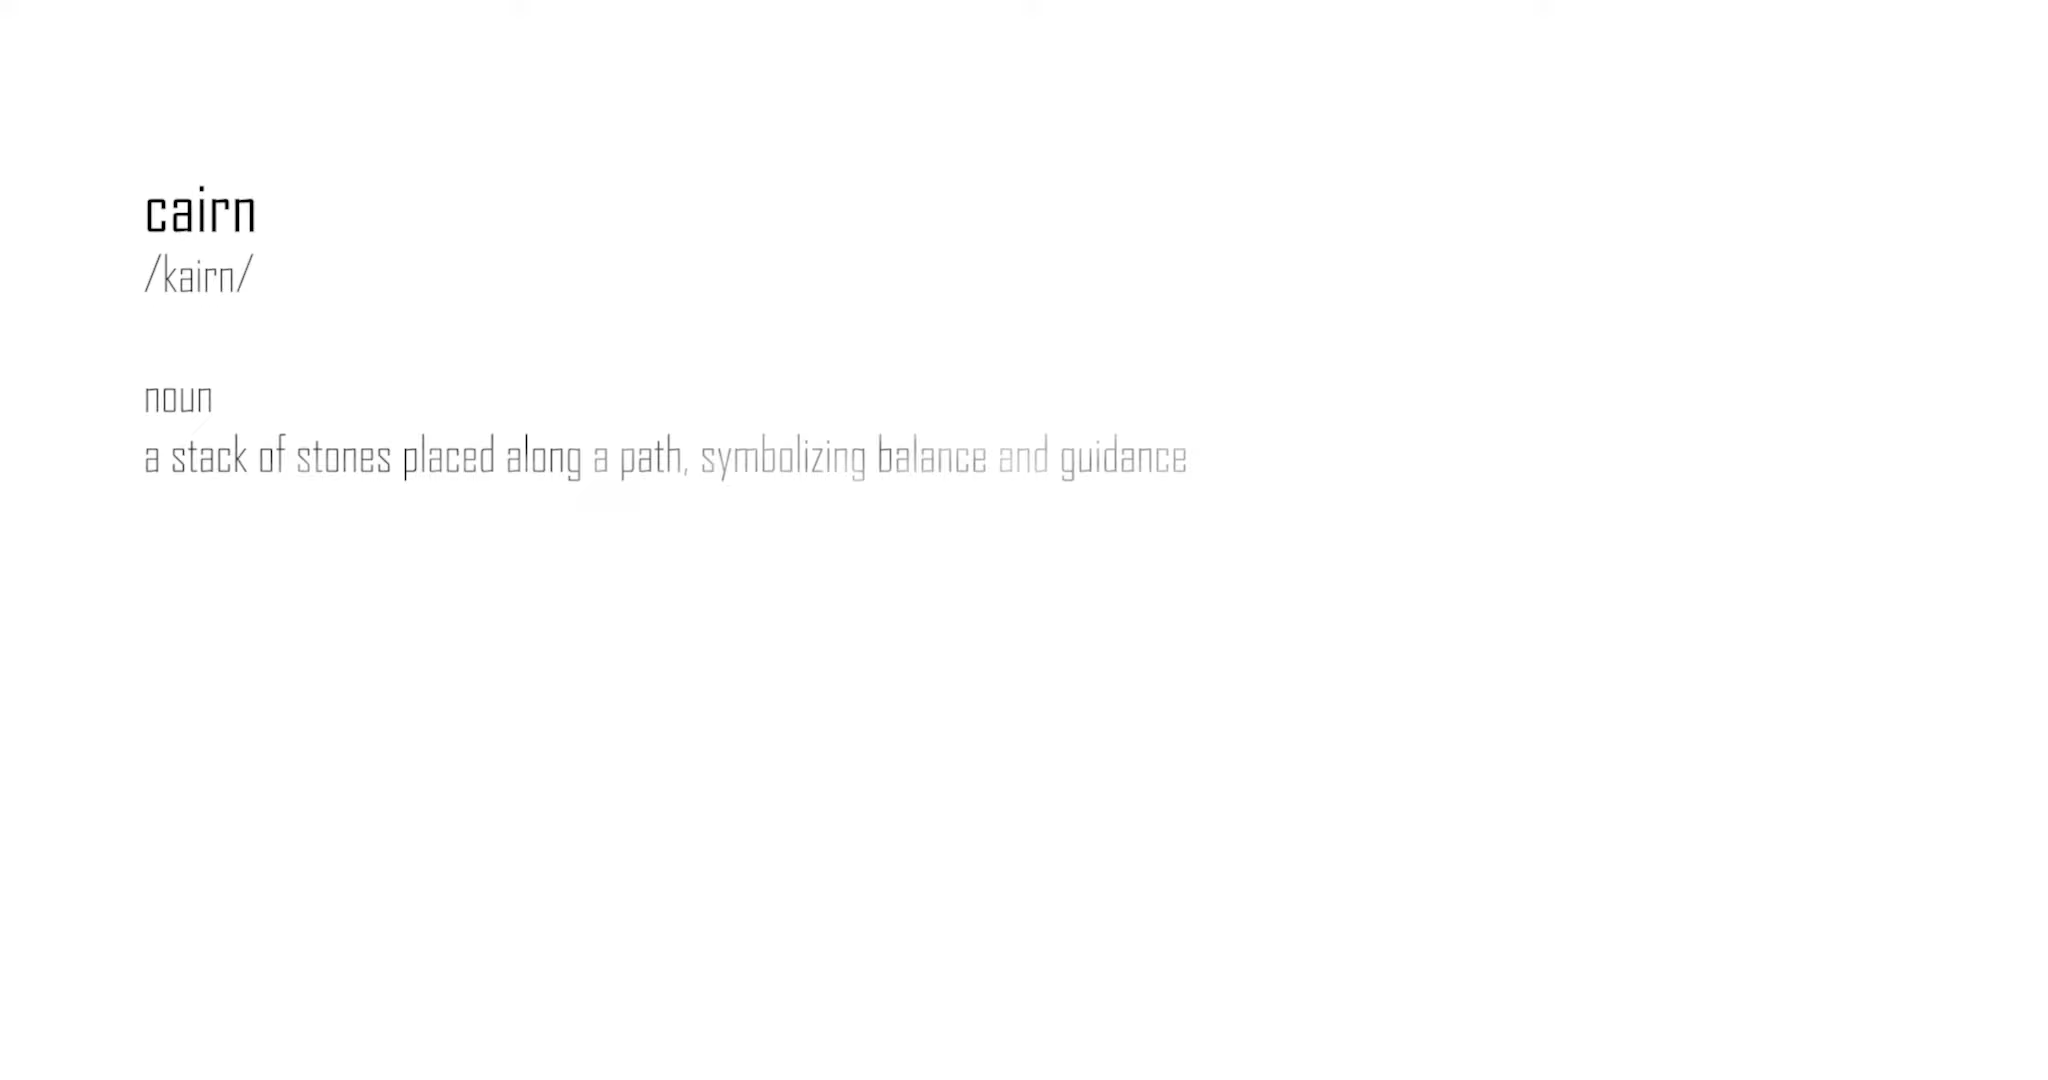 cairn
/kairn/
noun
a stack of stones placed along a path, symbolizing balance and guidance